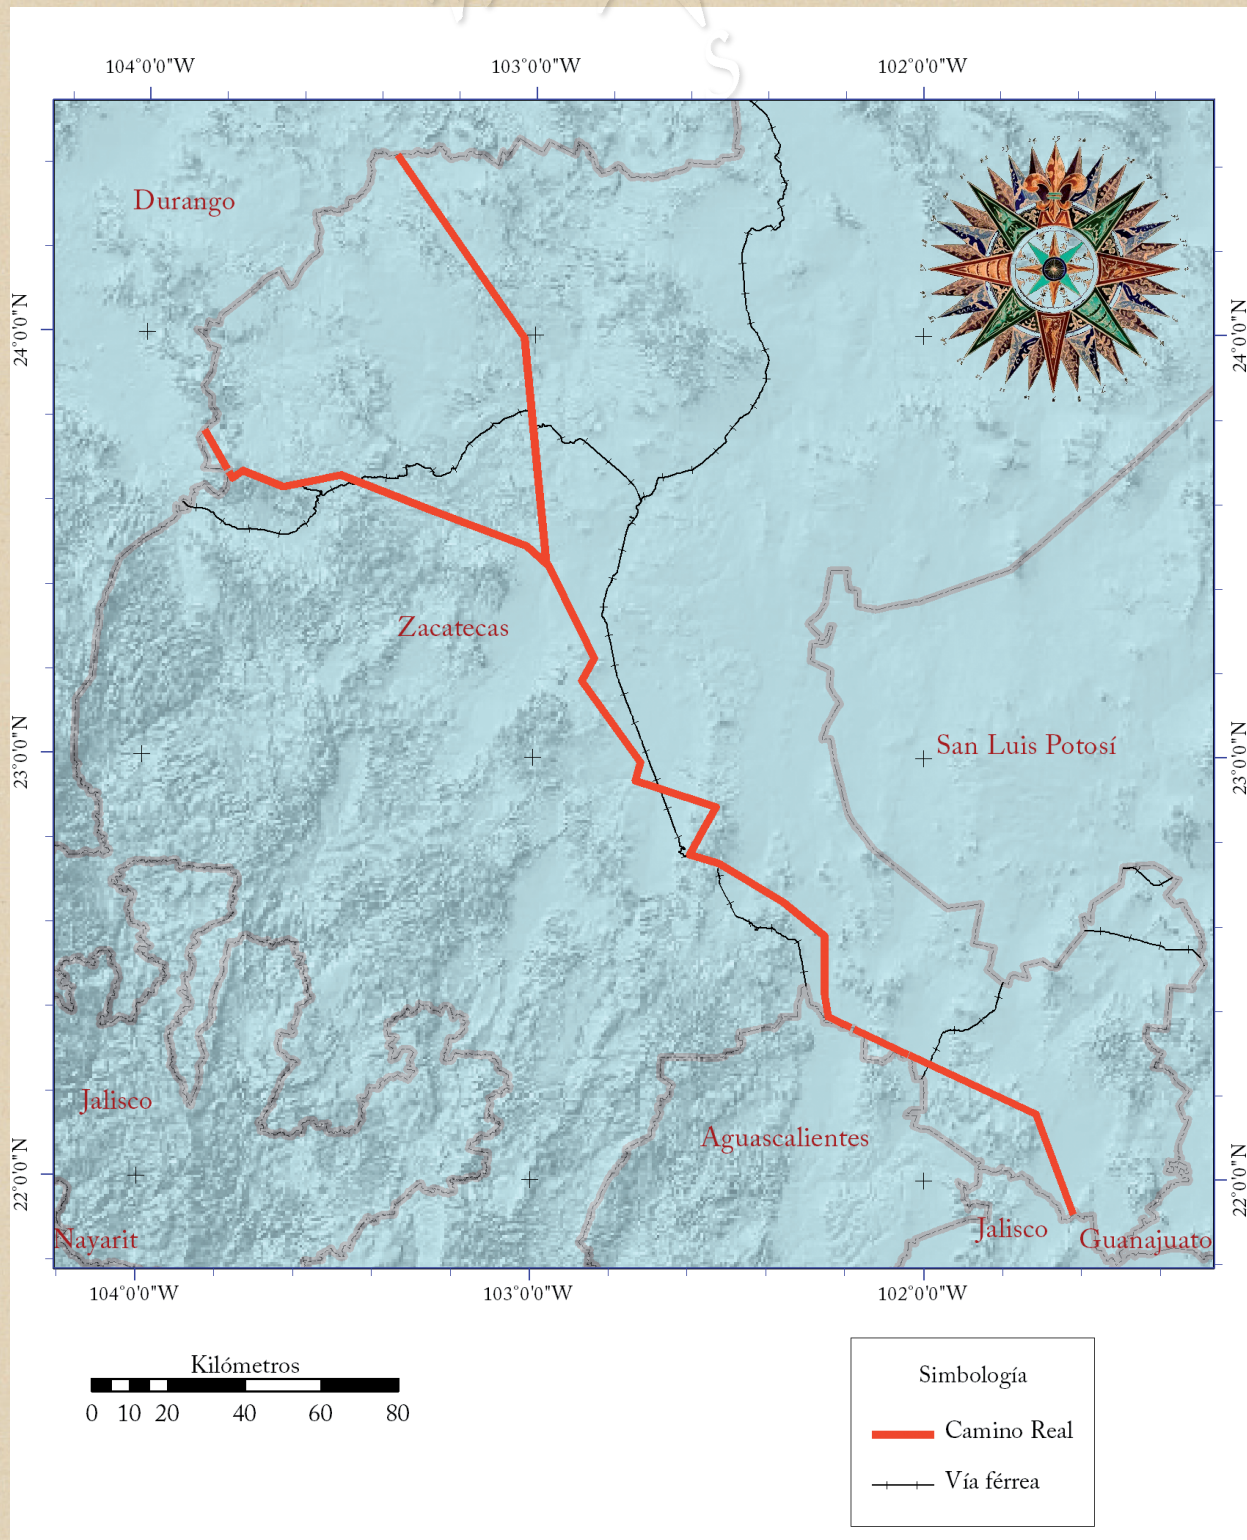 104°0'0"W
103°0'0"W
102°0'0"W
Durango
24°0'0"N
24°0'0"N
Zacatecas
San Luis Potosí
23°0'0"N
23°0'0"N
Jalisco
Aguascalientes
22°0'0"N
22°0'0"N
Jalisco
Nayarit
Guanajuato
104°0'0"W
103°0'0"W
102°0'0"W
Kilómetros
0 10 20 40 60 80
Simbología
Camino Real
Vía férrea